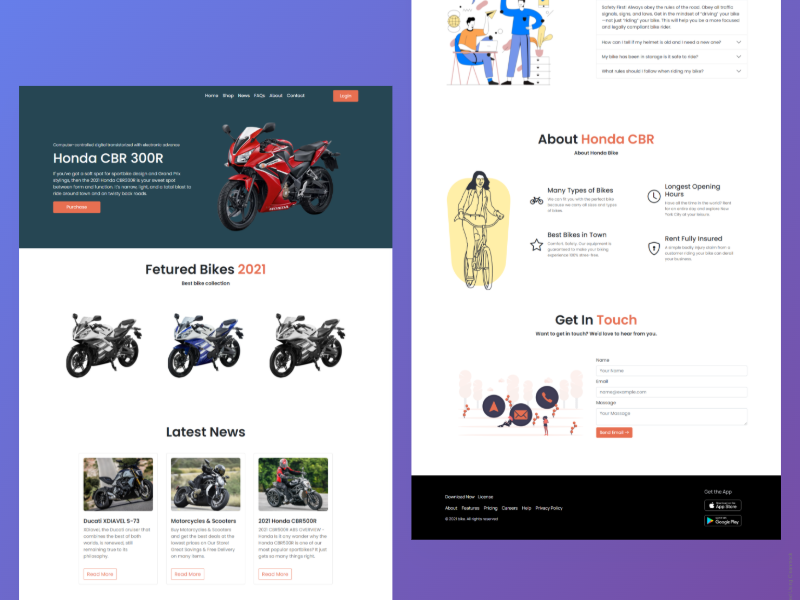 Home Shop News FAQs About Contact
Login
Computer-controlled digital transistorized with electronic advance
Honda CBR 300R
If you've got a soft spot for sportbike design and Grand Prix
stylings, then the 2021 Honda CBR300R is your sweet spot
between form and function. It's narrow, light, and a total blast to
ride around town and on twisty back roads.
Purchase
Fetured Bikes 2021
Best bike collection
Latest News
Ducati XDIAVEL S-73
XDiavel, the Ducati cruiser that
combines the best of both
worlds, is renewed, still
remaining true to its
philosophy.
Read More
Motorcycles & Scooters
Buy Motorcycles & Scooters
and get the best deals at the
lowest prices on Our Store!
Great Savings & Free Delivery
on many items.
Read More
2021 Honda CBR500R
2021 CBR500R ABS OVERVIEW -
Honda Is it any wonder why the
Honda CBR500R is one of our
most popular sportbikes? It just
gets so many things right.
Read More
Safety First: Always obey the rules of the road. Obey all traffic
signals, signs, and laws. Get in the mindset of "driving" your bike
—not just "riding" your bike. This will help you be a more focused
and legally compliant bike rider.
How can I tell if my helmet is old and I need a new one?
My bike has been in storage is it safe to ride?
What rules should I follow when riding my bike?
About Honda CBR
About Honda Bike
Many Types of Bikes
We can fit you with the perfect bike
because we carry all sizes and types
of bikes.
Longest Opening
Hours
Have all the time in the world! Rent
for an entire day and explore New
York City at your leisure.
Best Bikes in Town
Comfort. Safety. Our equipment is
guaranteed to make your biking
experience 100% stress-free.
Rent Fully Insured
A simple bodily injury claim from a
customer riding your bike can derail
your business.
Get In Touch
Want to get in touch? We'd love to hear from you.
Name
Your Name
Email
name@example.com
Message
Your Message
Send Email
Download Now License
About Features Pricing Careers Help Privacy Policy
© 2021 bike. All rights reserved
Get the App
App Store
Google Play